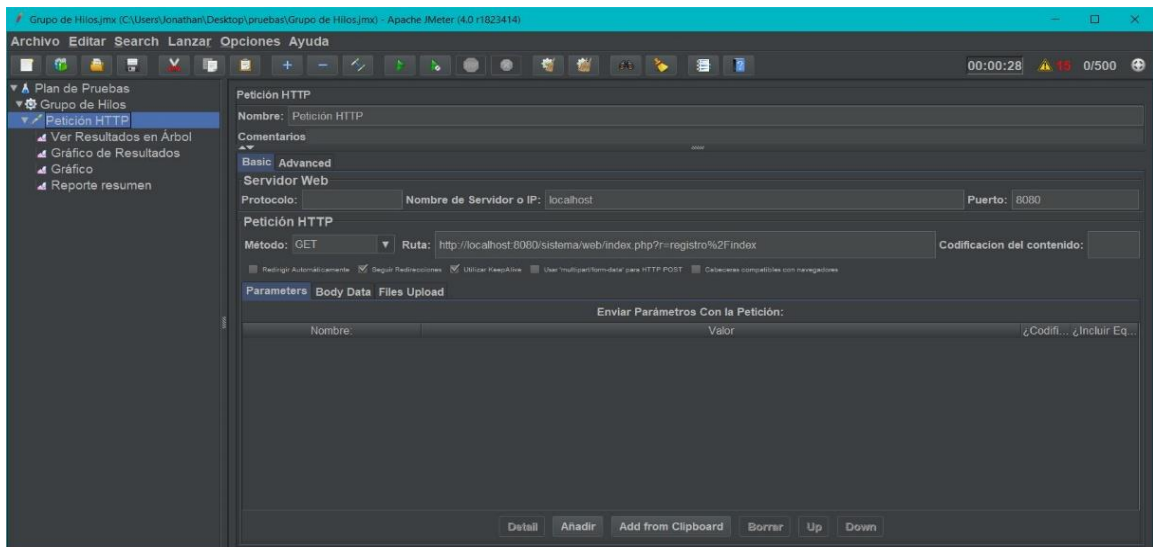 Grupo de Hilos.jmx (C:\Users\Jonathan\Desktop\pruebas\Grupo de Hilos.jmx) - Apache JMeter (4.0 r1823414)
Archivo Editar Search Lanzar Opciones Ayuda
00:00:28 15 0/500
Plan de Pruebas
Grupo de Hilos
Petición HTTP
Ver Resultados en Árbol
Gráfico de Resultados
Gráfico
Reporte resumen
Petición HTTP
Nombre: Petición HTTP
Comentarios
Basic Advanced
Servidor Web
Protocolo: Nombre de Servidor o IP: localhost Puerto: 8080
Petición HTTP
Método: GET Ruta: http://localhost:8080/sistema/web/index.php?r=registro%2Findex Codificacion del contenido:
Redirigir Automáticamente Seguir Redirecciones Utilizar KeepAlive Usar 'multipart/form-data' para HTTP POST Cabeceras compatibles con navegadores
Parameters Body Data Files Upload
Enviar Parámetros Con la Petición:
Nombre: Valor ¿Codifi... ¿Incluir Eq...
Detail Añadir Add from Clipboard Borrar Up Down